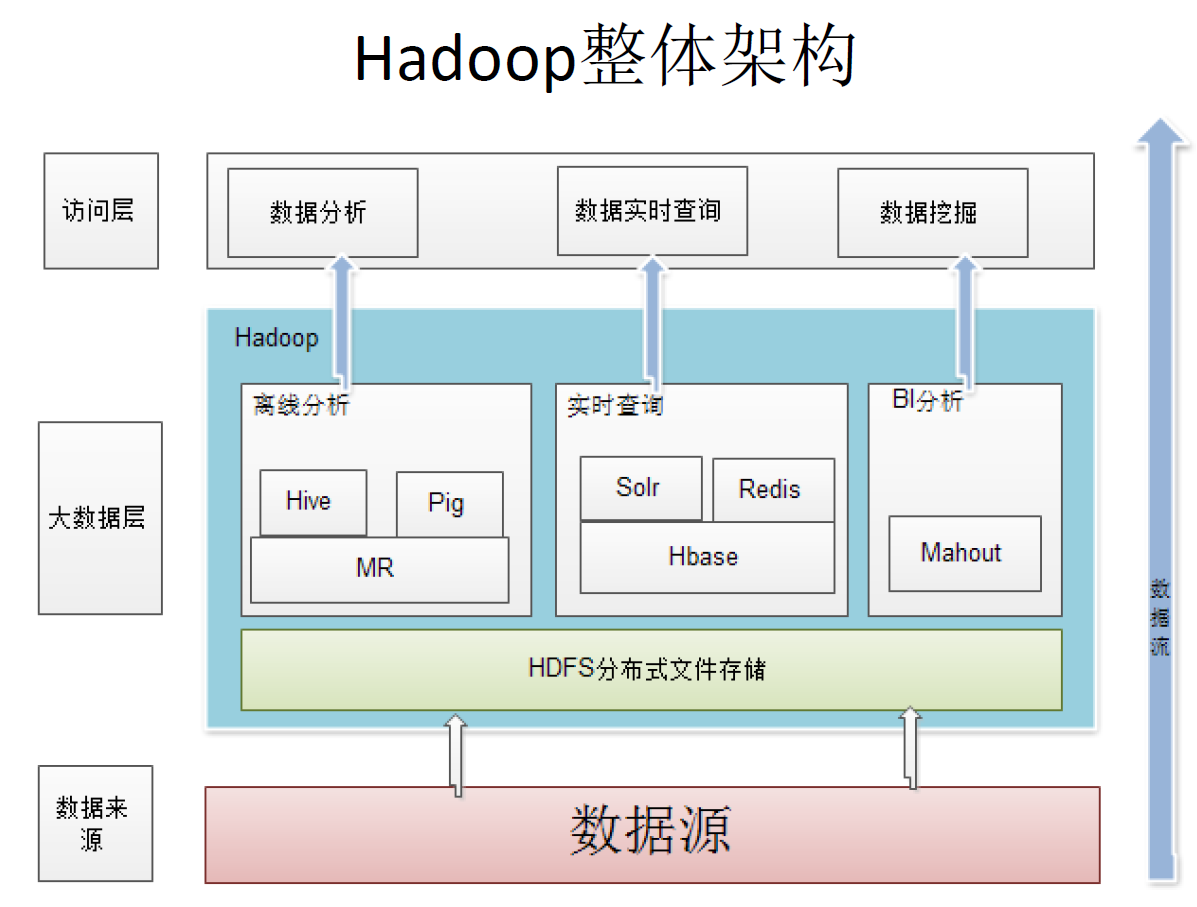 Hadoop整体架构
访问层
数据分析
数据实时查询
数据挖掘
Hadoop
离线分析
实时查询
BI分析
大数据层
Hive
Pig
MR
Solr
Redis
Hbase
Mahout
HDFS分布式文件存储
数据来
源
数据源
数
据
流